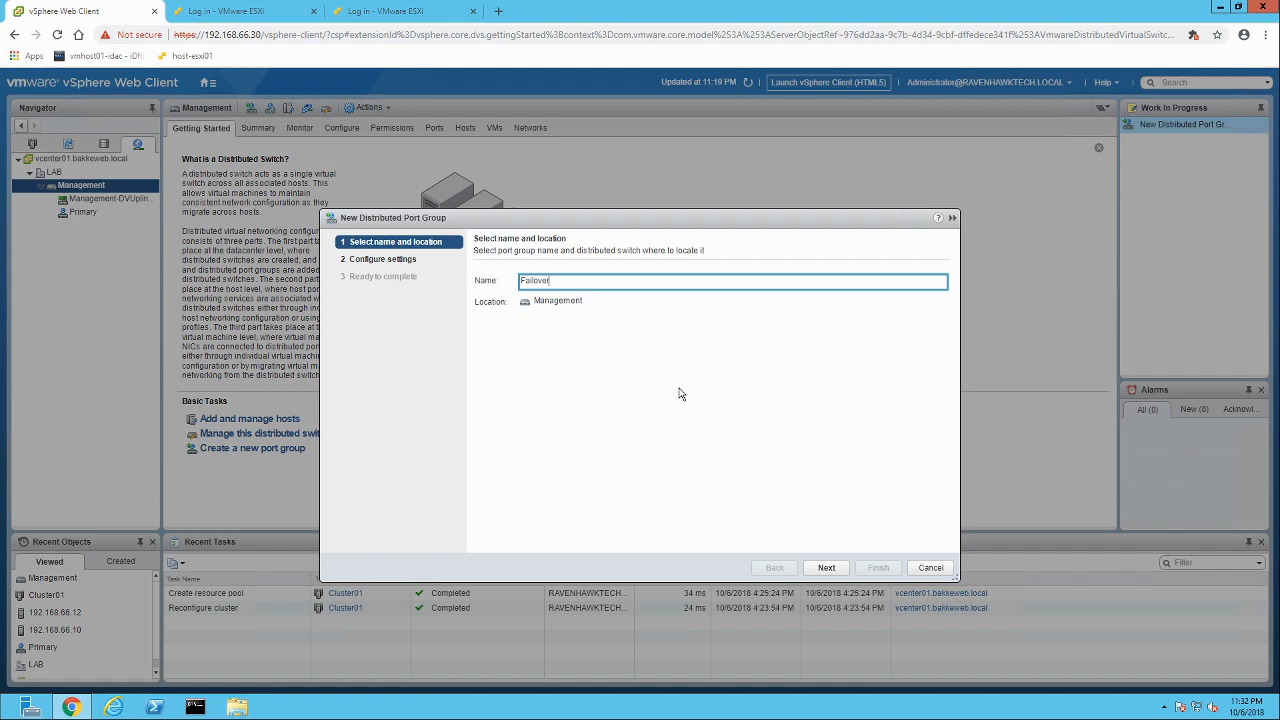 vSphere Web Client
Log in - VMware ESXi
Log in - VMware ESXi
Not secure | https://192.168.66.30/vsphere-client/?csp#extensionId%3Dvsphere.core.dvs.gettingStarted%3Bcontext%3Dcom.vmware.core.model%253A%253AServerObjectRef~976dcd2a-9c7b-4d34-9cbf-dffedece341f%253A%253AVmwareDistributedVirtualSwitc...
Apps
vmhost01-idac - iDR
host-esxi01
vmware® vSphere Web Client
Updated at 11:19 PM
Launch vSphere Client (HTML5)
Administrator@RAVENHAWKTECH.LOCAL
Help
Search
Navigator
Management
Actions
Work In Progress
Getting Started
Summary
Monitor
Configure
Permissions
Ports
Hosts
VMs
Networks
New Distributed Port Gr...
vcenter01.bakkeweb.local
LAB
Management
Management-DVUplin...
Primary
What is a Distributed Switch?
A distributed switch acts as a single virtual
switch across all associated hosts. This
allows virtual machines to maintain
consistent network configuration as they
migrate across hosts.
Distributed virtual networking configur
consists of three parts. The first part ta
place at the datacenter level, where
distributed switches are created, and
and distributed port groups are added
distributed switches. The second part
place at the host level, where host por
networking services are associated w
distributed switches either through ind
host networking configuration or using
profiles. The third part takes place at t
virtual machine level, where virtual ma
NICs are connected to distributed port
either through individual virtual machin
configuration or by migrating virtual ma
networking from the distributed switch
Basic Tasks
Add and manage hosts
Manage this distributed swit
Create a new port group
New Distributed Port Group
1 Select name and location
2 Configure settings
3 Ready to complete
Select name and location
Select port group name and distributed switch where to locate it
Name:
Failover
Location:
Management
Back
Next
Finish
Cancel
Alarms
All (0)
New (0)
Acknowl...
Recent Objects
Viewed
Created
Management
Cluster01
192.168.66.12
192.168.66.10
Primary
LAB
Recent Tasks
Filter
Task Name
Create resource pool
Cluster01
Completed
RAVENHAWKTECH...
34 ms
10/6/2018 4:25:24 PM
10/6/2018 4:25:24 PM
vcenter01.bakkeweb.local
Reconfigure cluster
Cluster01
Completed
RAVENHAWKTECH...
24 ms
10/6/2018 4:23:54 PM
10/6/2018 4:23:54 PM
vcenter01.bakkeweb.local
11:32 PM
10/6/2018